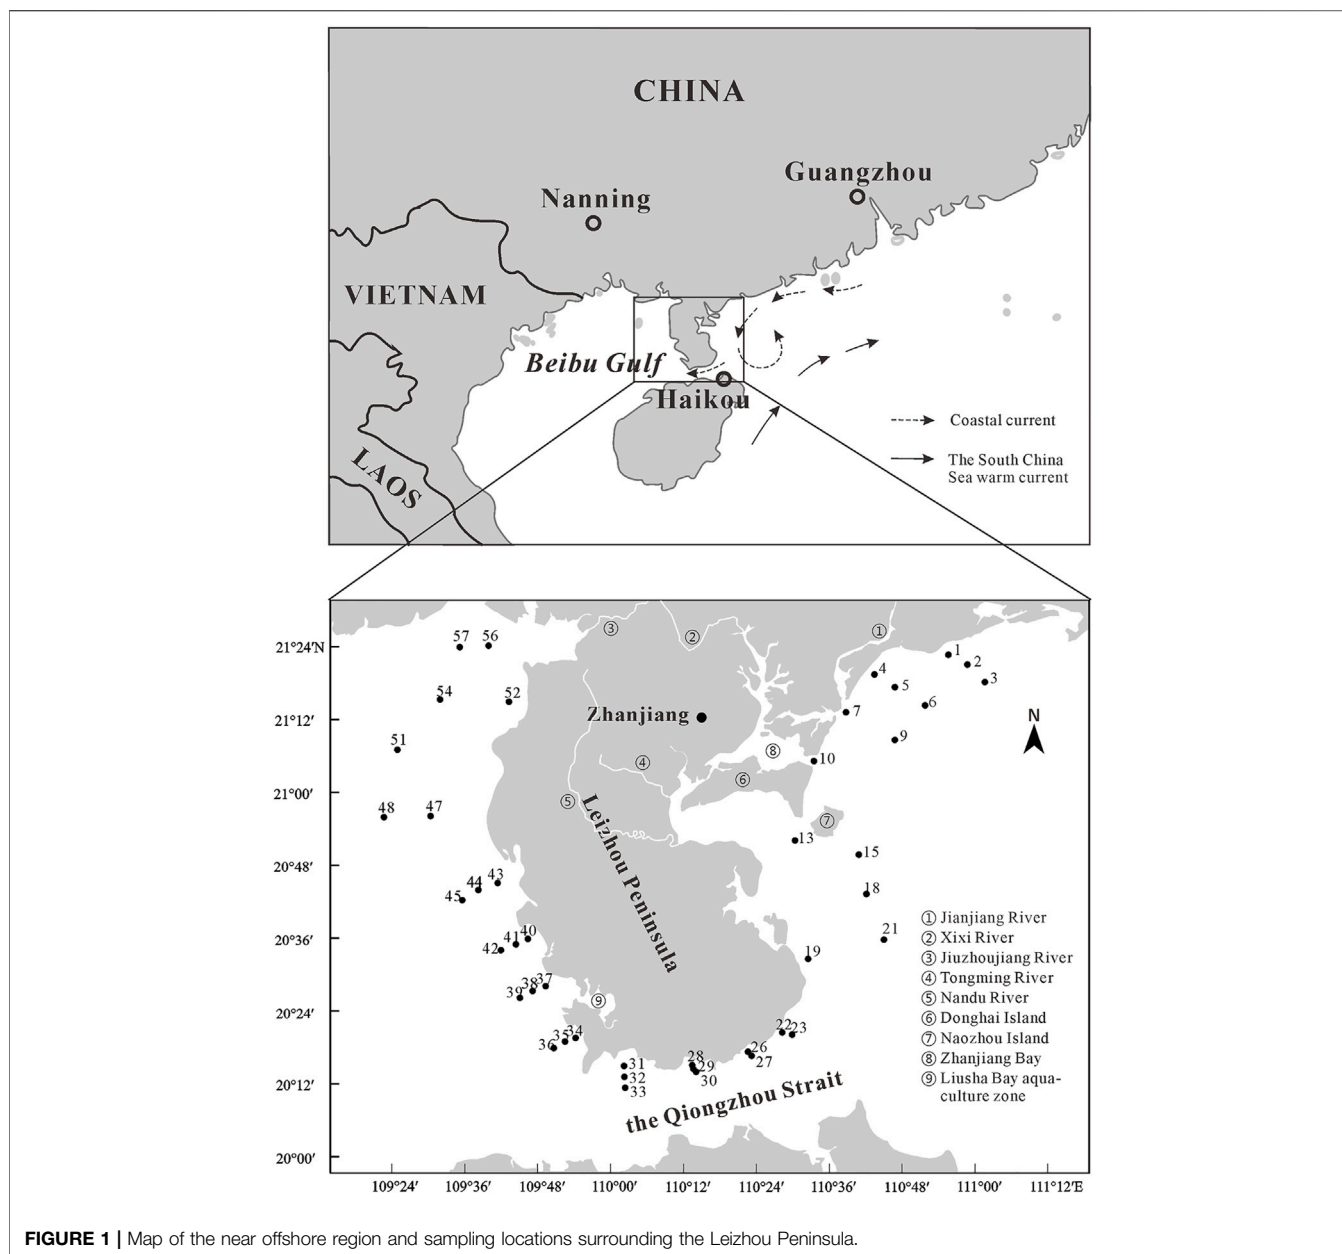 CHINA
Guangzhou
Nanning
VIETNAM
Beibu Gulf
Haikou
LAOS
Coastal current
The South China
Sea warm current
21°24′N
21°12′
21°00′
20°48′
20°36′
20°24′
20°12′
20°00′
109°24′
109°36′
109°48′
110°00′
110°12′
110°24′
110°36′
110°48′
111°00′
111°12′E
57
56
54
52
51
48
47
45
44
43
42
41
40
39
38
37
36
35
34
31
32
33
28
29
30
26
27
22
23
19
21
18
15
13
10
9
7
6
5
4
3
2
1
③
②
①
Zhanjiang
④
⑧
⑥
⑤
⑦
⑨
Leizhou Peninsula
the Qiongzhou Strait
N
① Jianjiang River
② Xixi River
③ Jiuzhoujiang River
④ Tongming River
⑤ Nandu River
⑥ Donghai Island
⑦ Naozhou Island
⑧ Zhanjiang Bay
⑨ Liusha Bay aqua-
culture zone
FIGURE 1 | Map of the near offshore region and sampling locations surrounding the Leizhou Peninsula.